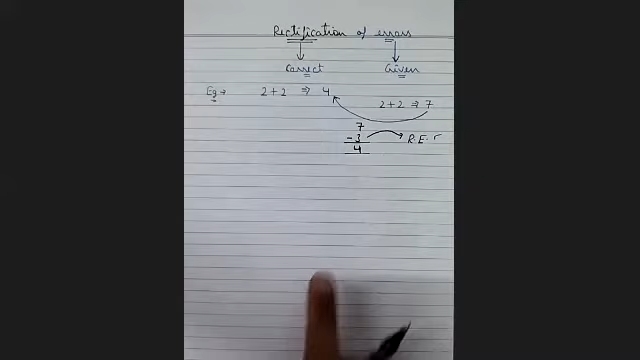 Rectification of errors
Correct Given
Eg → 2+2 ⇒ 4
2+2 ⇒ 7
7
-3 → R.E.
4